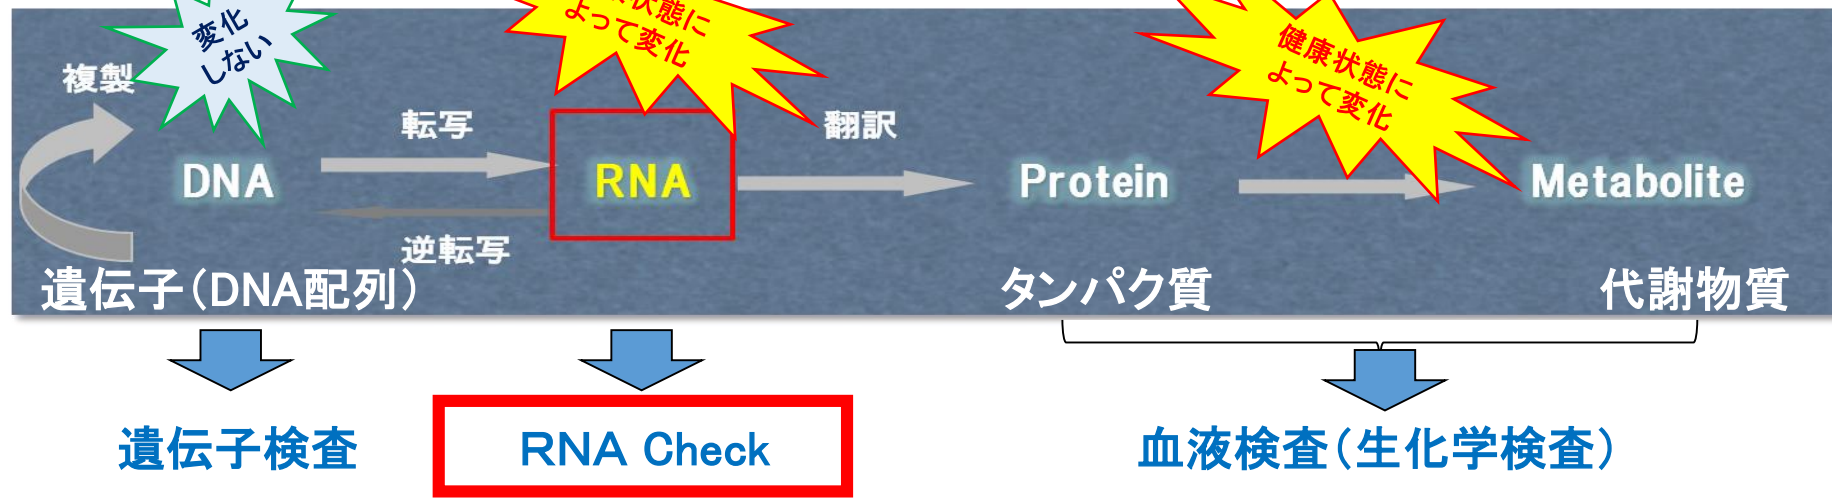 変化
しない
状態に
よって変化
健康状態に
よって変化
複製
転写
翻訳
DNA
RNA
Protein
Metabolite
逆転写
遺伝子（DNA配列）
タンパク質
代謝物質
遺伝子検査
RNA Check
血液検査（生化学検査）